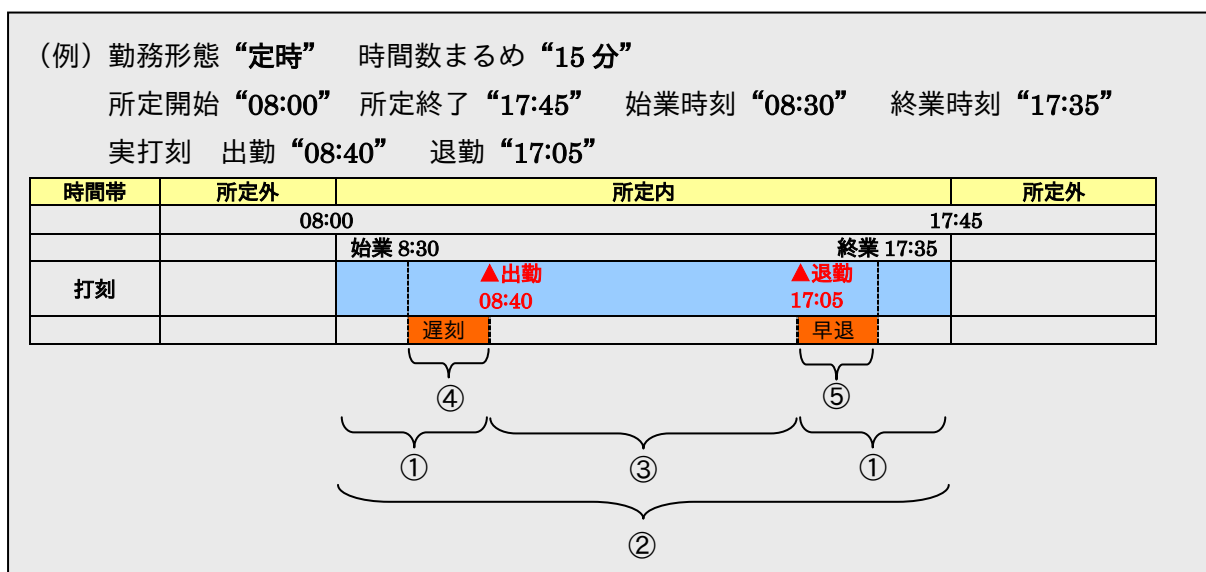 （例）勤務形態“定時”　時間数まるめ“15 分”
所定開始“08:00”　所定終了“17:45”　始業時刻“08:30”　終業時刻“17:35”
実打刻　出勤“08:40”　退勤“17:05”
時間帯　所定外　所定内　所定外
08:00　17:45
始業 8:30　終業 17:35
打刻　▲出勤　▲退勤
08:40　17:05
遅刻　早退
④　⑤
①　③　①
②